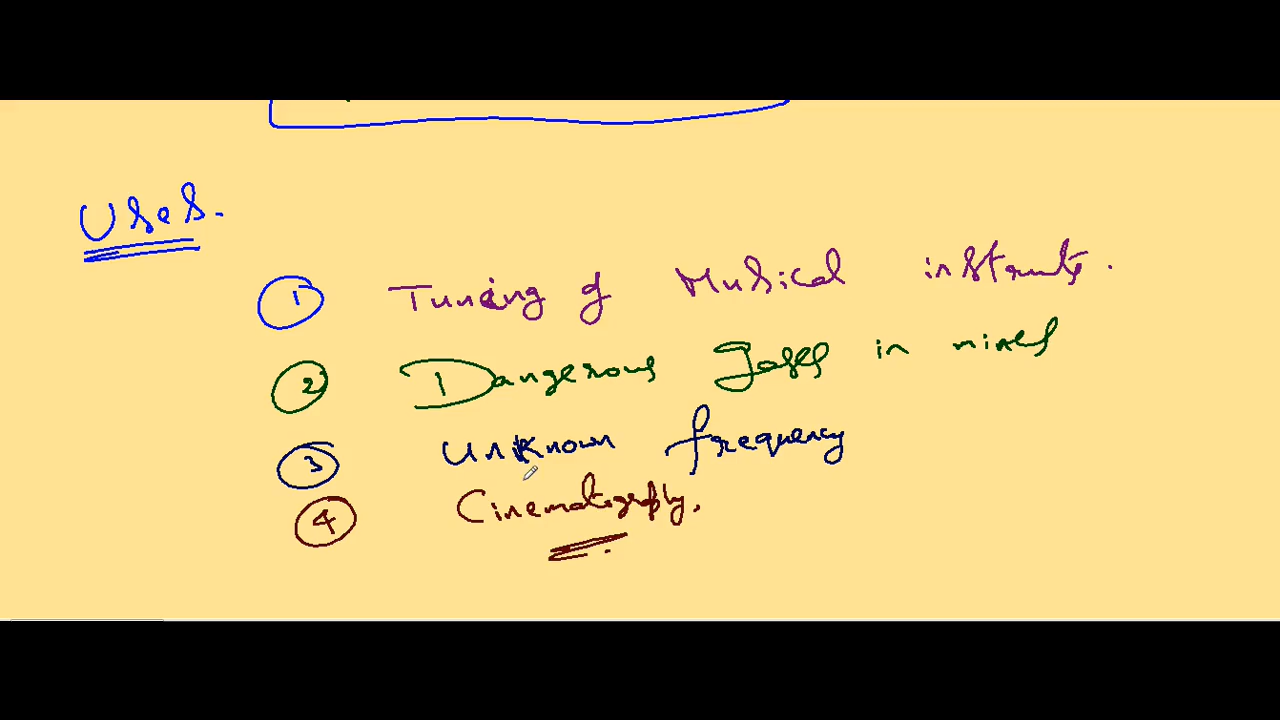 Uses.
① Tuning of Musical instruments.
② Dangerous gases in mines
③ Unknown frequency
④ Cinematography.